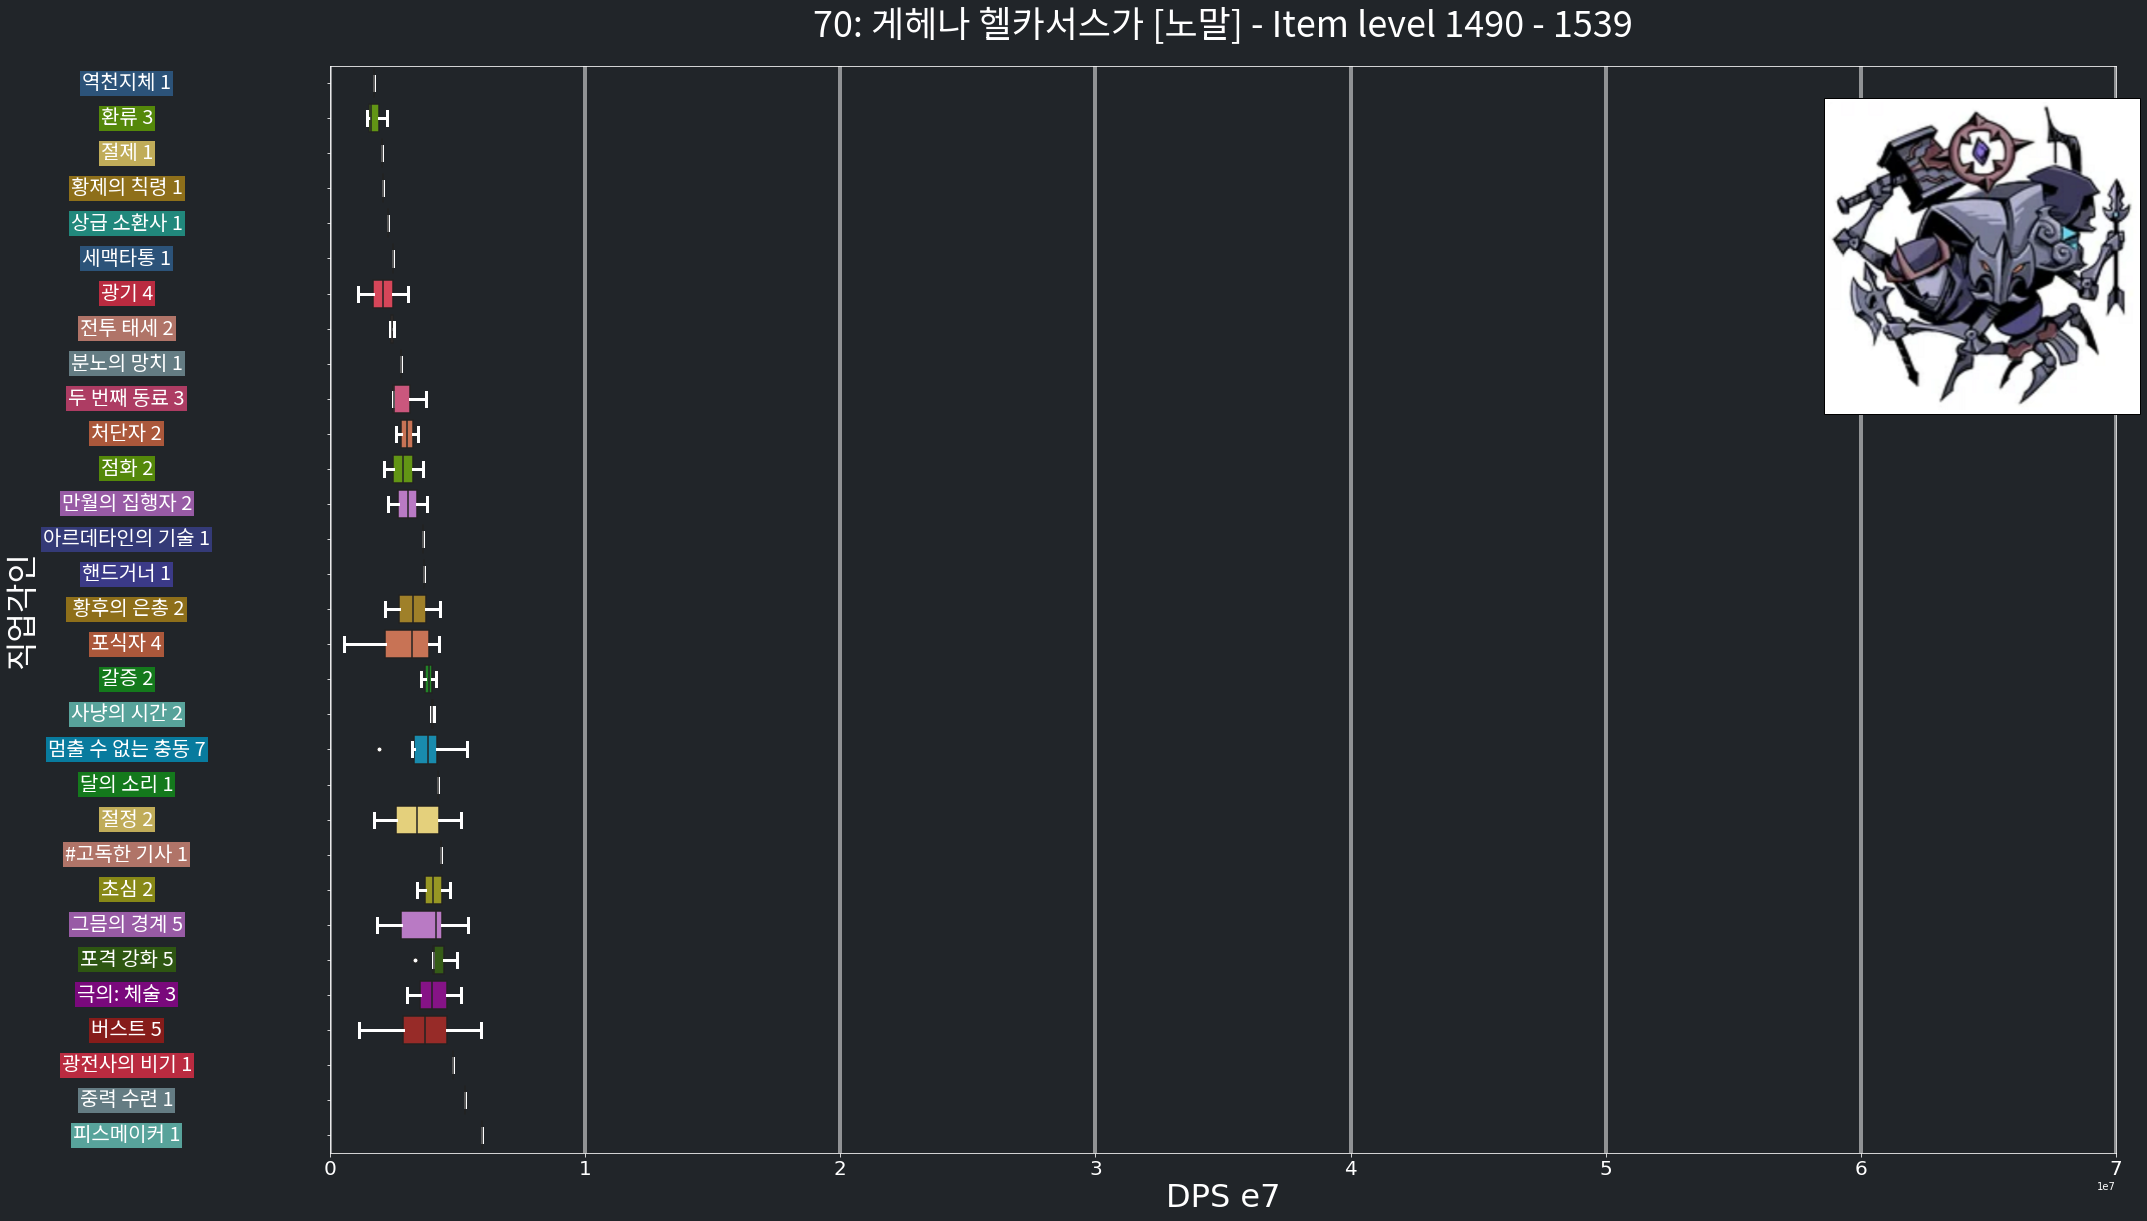 70: 게헤나 헬카서스가 [노말] - Item level 1490 - 1539
역천지체 1
환류 3
절제 1
황제의 칙령 1
상급 소환사 1
세맥타통 1
광기 4
전투 태세 2
분노의 망치 1
두 번째 동료 3
처단자 2
점화 2
만월의 집행자 2
아르데타인의 기술 1
핸드거너 1
황후의 은총 2
포식자 4
갈증 2
사냥의 시간 2
멈출 수 없는 충동 7
달의 소리 1
절정 2
#고독한 기사 1
초심 2
그믐의 경계 5
포격 강화 5
극의: 체술 3
버스트 5
광전사의 비기 1
중력 수련 1
피스메이커 1
직업각인
0 1 2 3 4 5 6 7
1e7
DPS e7